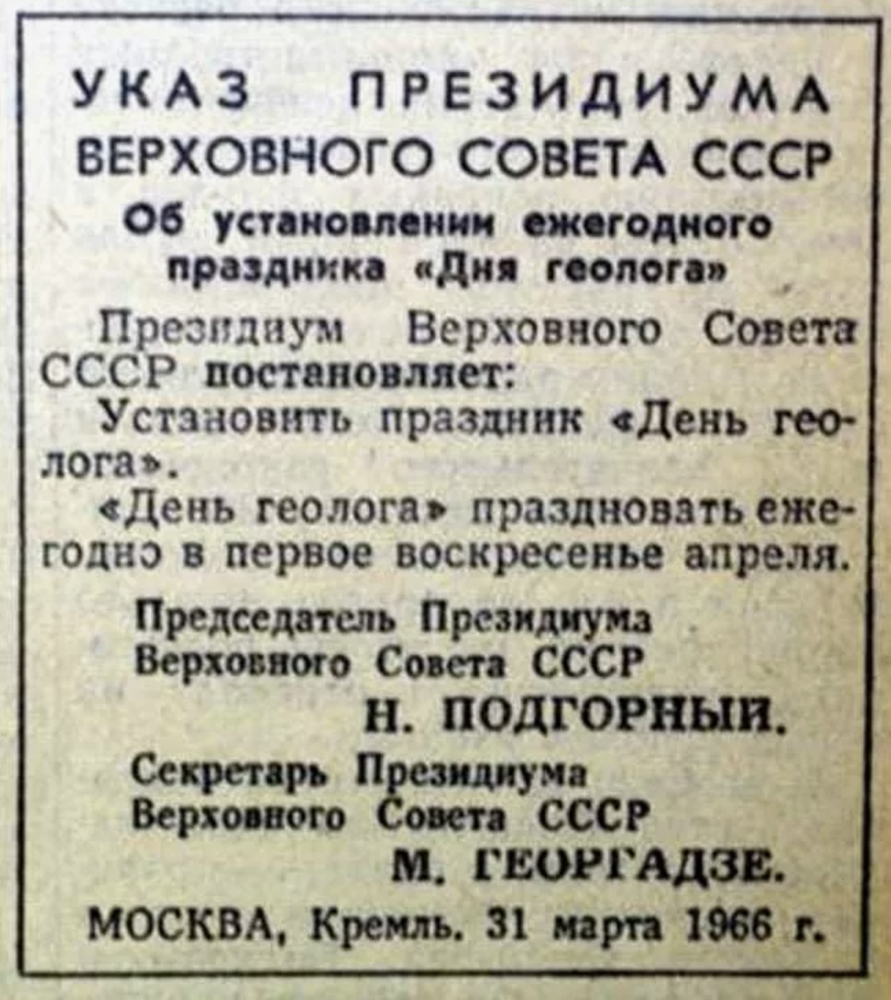 УКАЗ ПРЕЗИДИУМА
ВЕРХОВНОГО СОВЕТА СССР
Об установлении ежегодного
праздника «Дня геолога»
Президиум Верховного Совета
СССР постановляет:
Установить праздник «День гео-
лога».
«День геолога» праздновать еже-
годно в первое воскресенье апреля.
Председатель Президиума
Верховного Совета СССР
Н. ПОДГОРНЫЙ.
Секретарь Президиума
Верховного Совета СССР
М. ГЕОРГАДЗЕ.
МОСКВА, Кремль. 31 марта 1966 г.